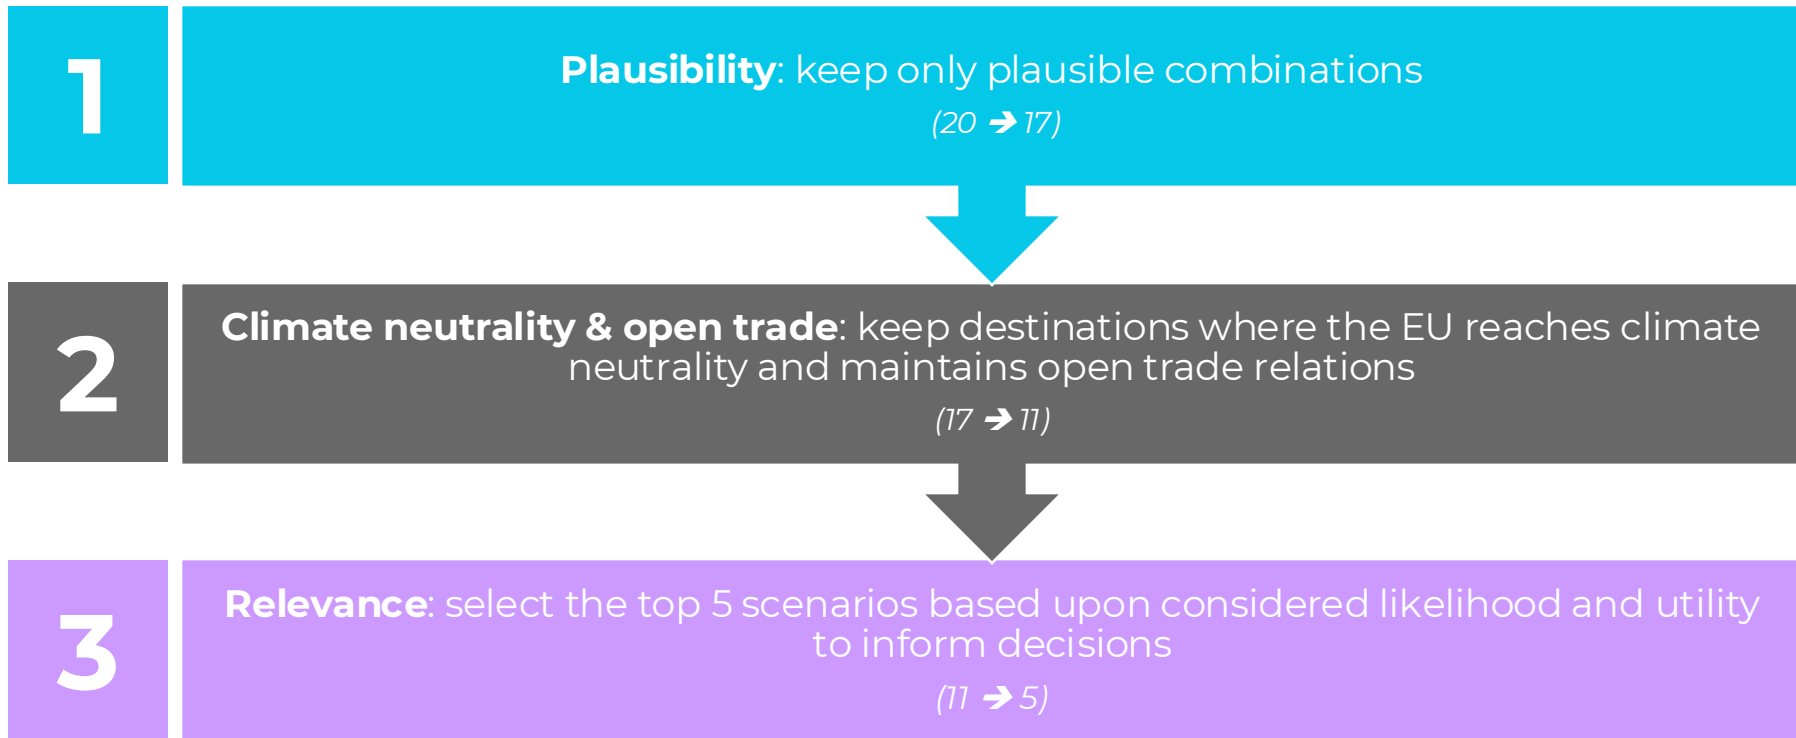 1
Plausibility: keep only plausible combinations
(20 ➔ 17)
2
Climate neutrality & open trade: keep destinations where the EU reaches climate
neutrality and maintains open trade relations
(17 ➔ 11)
3
Relevance: select the top 5 scenarios based upon considered likelihood and utility
to inform decisions
(11 ➔ 5)